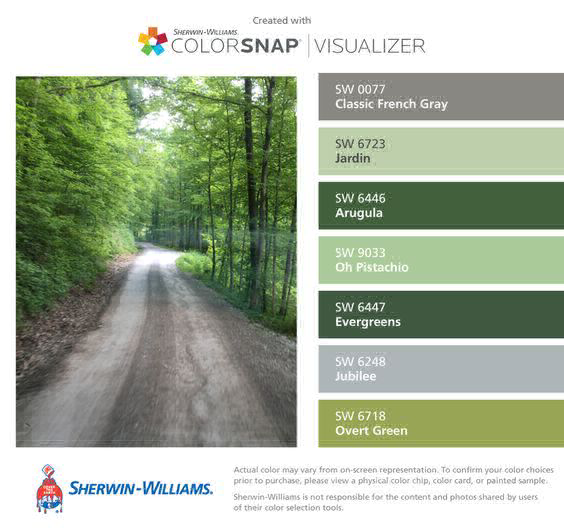 Created with
SHERWIN-WILLIAMS.
COLORSNAP® VISUALIZER
SW 0077
Classic French Gray
SW 6723
Jardin
SW 6446
Arugula
SW 9033
Oh Pistachio
SW 6447
Evergreens
SW 6248
Jubilee
SW 6718
Overt Green
COVER THE EARTH
SHERWIN-WILLIAMS.
Actual color may vary from on-screen representation. To confirm your color choices
prior to purchase, please view a physical color chip, color card, or painted sample.
Sherwin-Williams is not responsible for the content and photos shared by users
of their color selection tools.